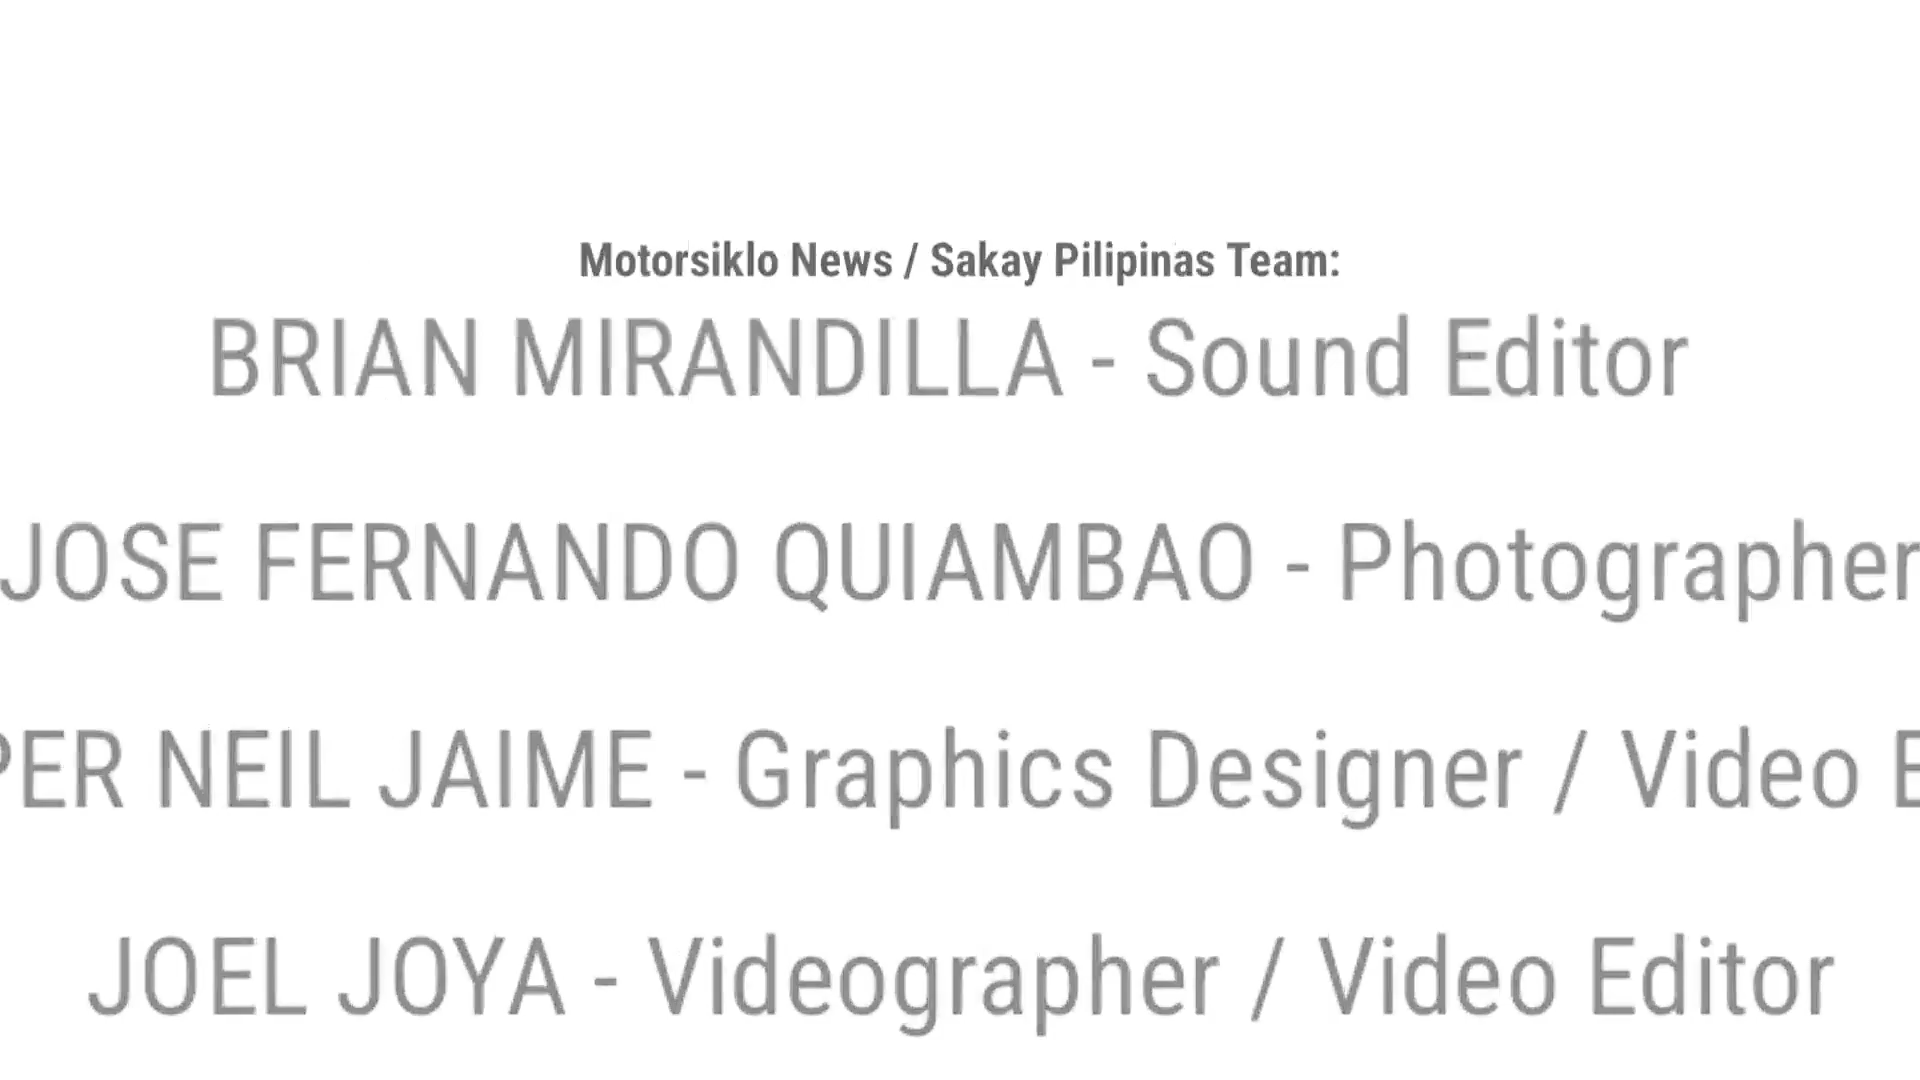 Motorsiklo News / Sakay Pilipinas Team:
BRIAN MIRANDILLA - Sound Editor
JOSE FERNANDO QUIAMBAO - Photographer
PER NEIL JAIME - Graphics Designer / Video E
JOEL JOYA - Videographer / Video Editor